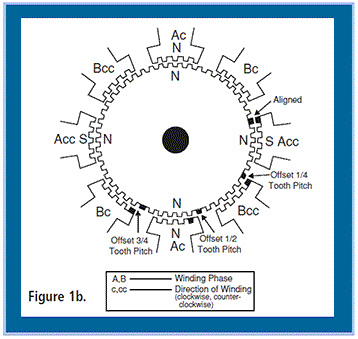 Ac
N
N
Bcc
Bc
Aligned
Acc S N
N S Acc
Offset 1/4
Tooth Pitch
Bc
Bcc
N
N
Ac
Offset 3/4
Tooth Pitch
Offset 1/2
Tooth Pitch
A,B Winding Phase
c,cc Direction of Winding
(clockwise, counter-
clockwise)
Figure 1b.